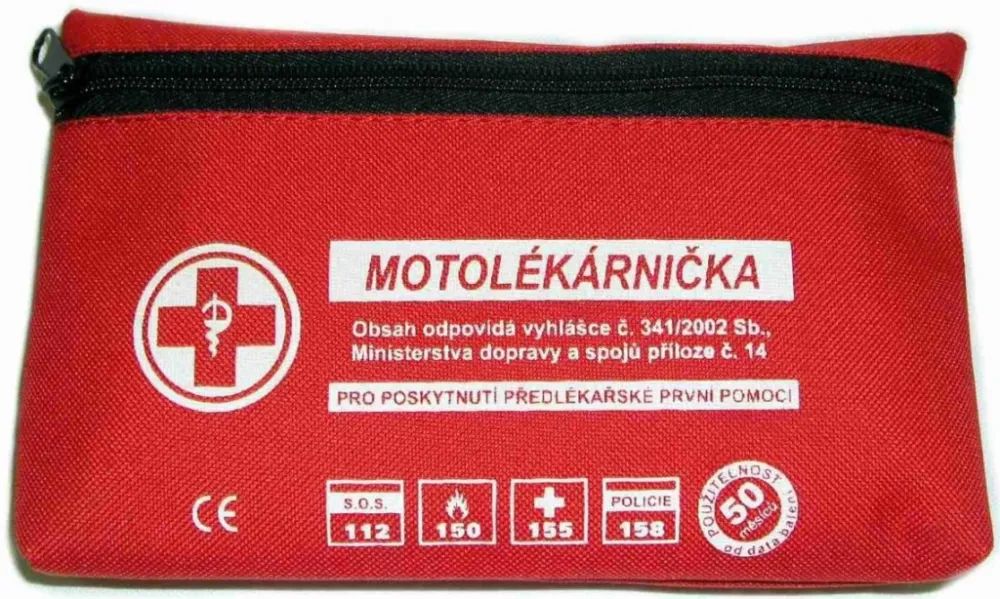 MOTOLÉKÁRNIČKA
Obsah odpovídá vyhlášce č. 341/2002 Sb.,
Ministerstva dopravy a spojů příloze č. 14
PRO POSKYTNUTÍ PŘEDLÉKAŘSKÉ PRVNÍ POMOCI
CE
S.O.S.
112
150
155
POLICIE
158
POUŽITELNOST
50
měsíců
od data balení